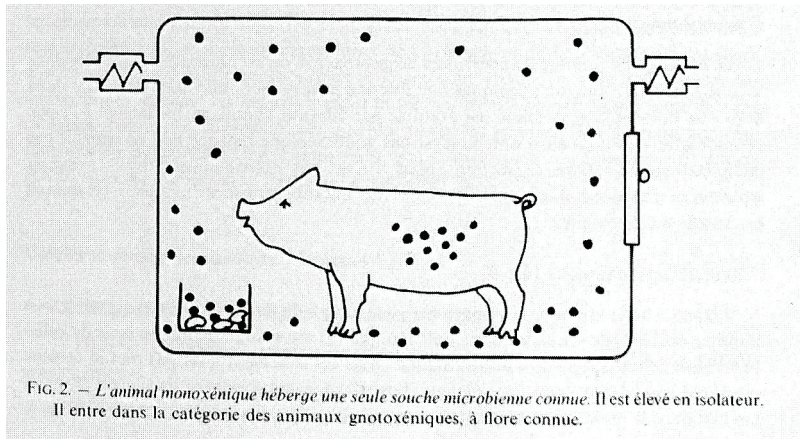 FIG. 2. — L'animal monoxénique héberge une seule souche microbienne connue. Il est élevé en isolateur.
Il entre dans la catégorie des animaux gnotoxéniques, à flore connue.